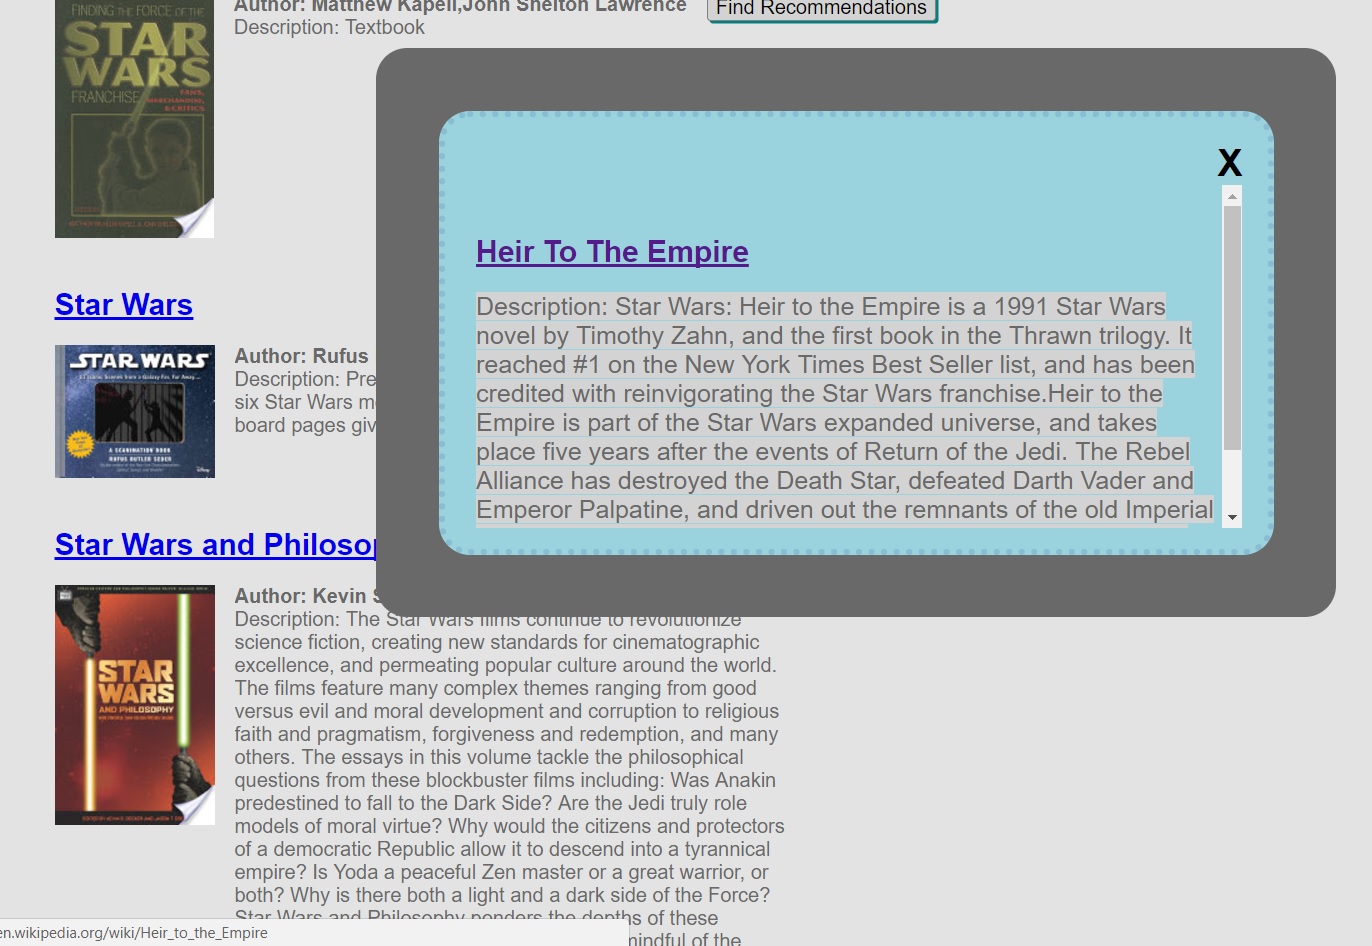 Author: Matthew Kapell,John Shelton Lawrence
Find Recommendations
Description: Textbook
FINDING THE FORCE OF THE
STAR
WARS
FRANCHISE
FANS,
MERCHANDISE,
& CRITICS
X
Heir To The Empire
Description: Star Wars: Heir to the Empire is a 1991 Star Wars
novel by Timothy Zahn, and the first book in the Thrawn trilogy. It
reached #1 on the New York Times Best Seller list, and has been
credited with reinvigorating the Star Wars franchise.Heir to the
Empire is part of the Star Wars expanded universe, and takes
place five years after the events of Return of the Jedi. The Rebel
Alliance has destroyed the Death Star, defeated Darth Vader and
Emperor Palpatine, and driven out the remnants of the old Imperial
Star Wars
STAR WARS
A SCANIMATION BOOK
RUFUS BUTLER SEDER
Disney
Author: Rufus
Description: Pre
six Star Wars m
board pages giv
Star Wars and Philosop
STAR
WARS
AND PHILOSOPHY
Author: Kevin S
Description: The Star Wars films continue to revolutionize
science fiction, creating new standards for cinematographic
excellence, and permeating popular culture around the world.
The films feature many complex themes ranging from good
versus evil and moral development and corruption to religious
faith and pragmatism, forgiveness and redemption, and many
others. The essays in this volume tackle the philosophical
questions from these blockbuster films including: Was Anakin
predestined to fall to the Dark Side? Are the Jedi truly role
models of moral virtue? Why would the citizens and protectors
of a democratic Republic allow it to descend into a tyrannical
empire? Is Yoda a peaceful Zen master or a great warrior, or
both? Why is there both a light and a dark side of the Force?
Star Wars and Philosophy ponders the depths of these
mindful of the
en.wikipedia.org/wiki/Heir_to_the_Empire